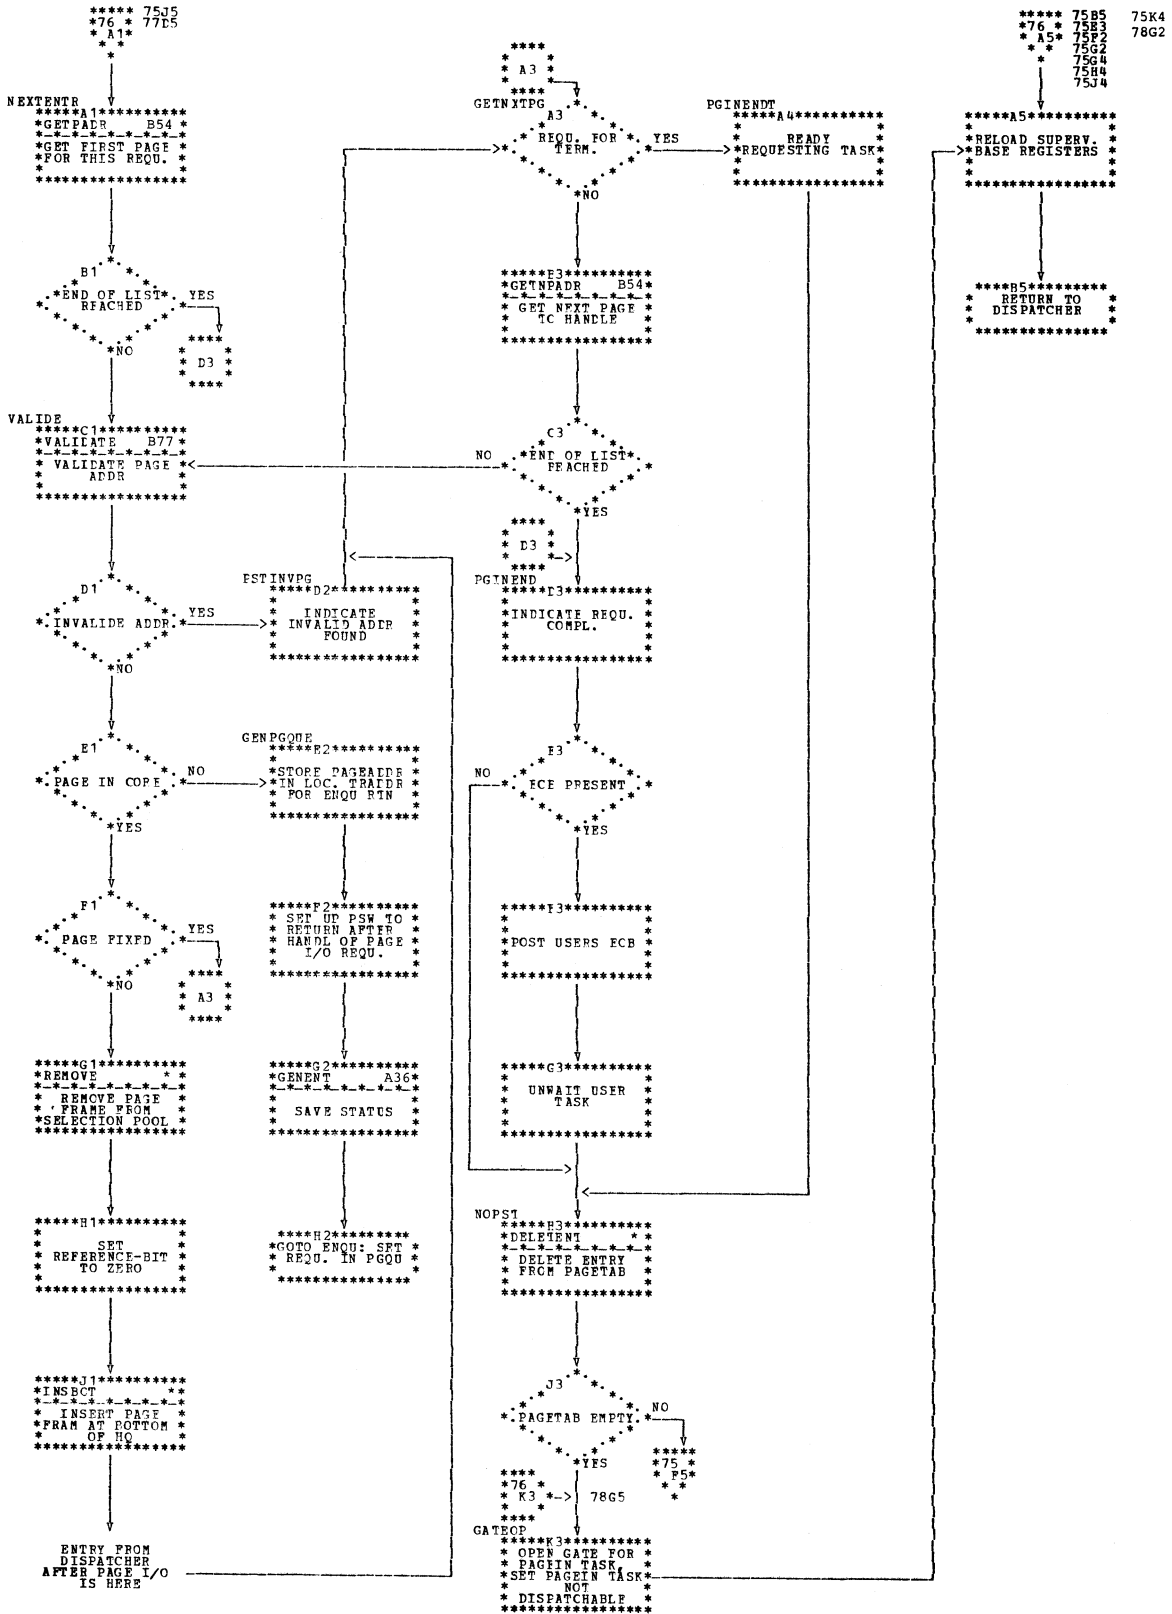 75J5
76 77D5
A1
NEXTENTR
A1
GETPADR B54
GET FIRST PAGE
FOR THIS REQU.
B1
END OF LIST YES
REACHED
NO
D3
VALIDE
C1
VALIDATE B77
VALIDATE PAGE
ADDR
D1
INVALIDE ADDR. YES
NO
E1
PAGE IN CORE NO
YES
F1
PAGE FIXED YES
NO
A3
G1
REMOVE *
REMOVE PAGE
FRAME FROM
SELECTION POOL
H1
SET
REFERENCE-BIT
TO ZERO
J1
INSBCT *
INSERT PAGE
FRAM AT BOTTOM
OF HQ
ENTRY FROM
DISPATCHER
AFTER PAGE I/O
IS HERE
PSTINVPG
D2
INDICATE
INVALID ADDR
FOUND
GENPGQUE
E2
STORE PAGEADDR
IN LOC. TRADDR
FOR ENQU RTN
F2
SET UP PSW TO
RETURN AFTER
HANDL OF PAGE
I/O REQU.
G2
GENENT A36
SAVE STATUS
H2
GOTO ENQU: SET
REQU. IN PGQU
A3
GETNXTPG
A3
REQU. FOR YES
TERM.
NO
B3
GETNPADR B54
GET NEXT PAGE
TO HANDLE
C3
NO END OF LIST
REACHED
YES
D3
PGINEND
D3
INDICATE REQU.
COMPL.
E3
NO ECB PRESENT
YES
F3
POST USERS ECB
G3
UNWAIT USER
TASK
NOPST
H3
DELETENT *
DELETE ENTRY
FROM PAGETAB
J3
PAGETAB EMPTY. NO
YES
75
F5
76
K3 78G5
GATEOP
K3
OPEN GATE FOR
PAGEIN TASK,
SET PAGEIN TASK
NOT
DISPATCHABLE
PGINENDT
A4
READY
REQUESTING TASK
75B5 75K4
76 75E3 78G2
A5 75F2
75G2
75G4
75H4
75J4
A5
RELOAD SUPERV.
BASE REGISTERS
B5
RETURN TO
DISPATCHER